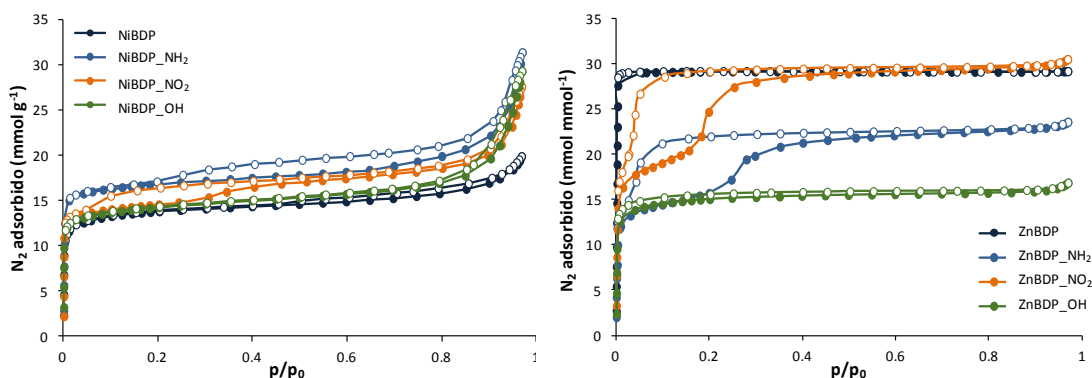 35
30
25
20
15
10
5
0
N₂ adsorbido (mmol g⁻¹)
NiBDP
NiBDP_NH₂
NiBDP_NO₂
NiBDP_OH
0 0.2 0.4 0.6 0.8 1
p/p₀
35
30
25
20
15
10
5
0
N₂ adsorbido (mmol mmol⁻¹)
ZnBDP
ZnBDP_NH₂
ZnBDP_NO₂
ZnBDP_OH
0 0.2 0.4 0.6 0.8 1
p/p₀